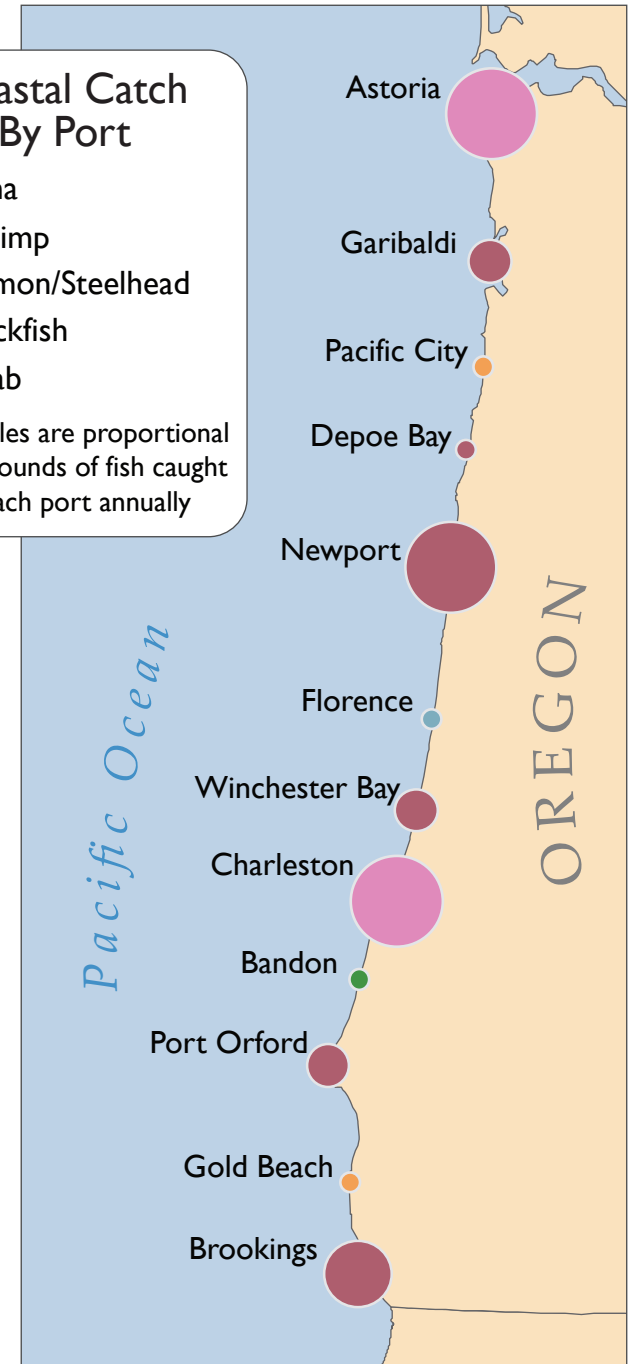 astal Catch
By Port
na
imp
mon/Steelhead
ckfish
ab
les are proportional
ounds of fish caught
ach port annually
Astoria
Garibaldi
Pacific City
Depoe Bay
Newport
Florence
Winchester Bay
Charleston
Bandon
Port Orford
Gold Beach
Brookings
Pacific Ocean
OREGON